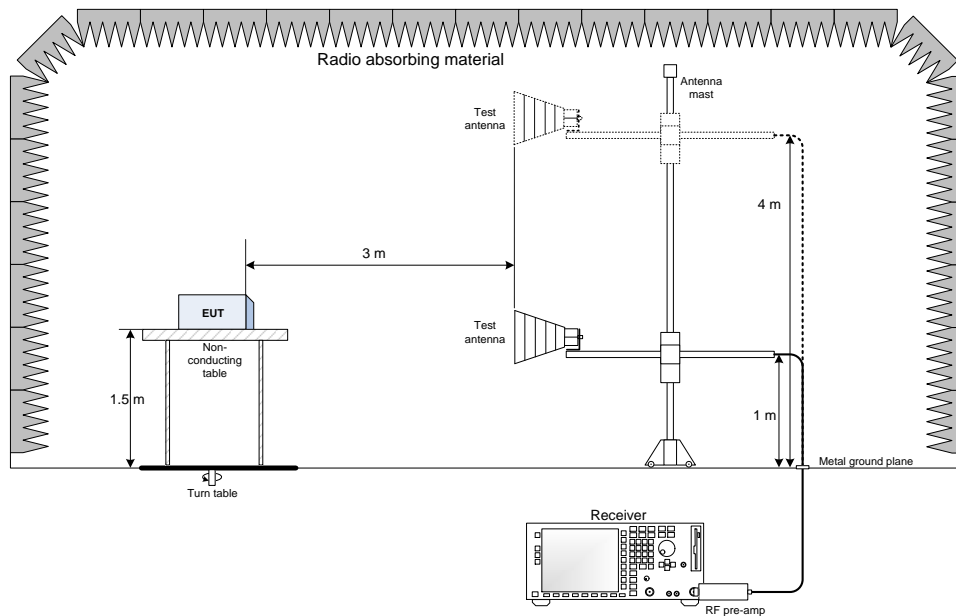 Radio absorbing material
Antenna
mast
Test
antenna
4 m
3 m
EUT
Test
antenna
Non-
conducting
table
1.5 m
1 m
Metal ground plane
Turn table
Receiver
RF pre-amp